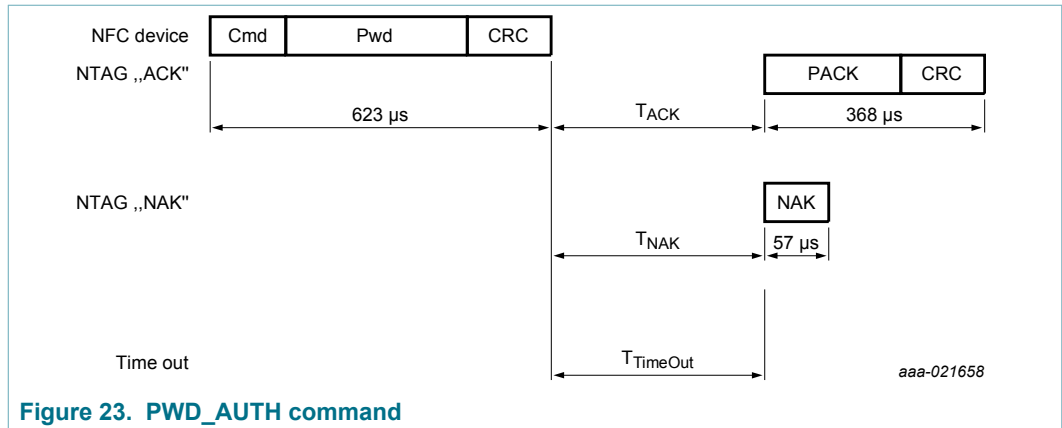 NFC device Cmd Pwd CRC
NTAG ,,ACK" PACK CRC
623 µs TACK 368 µs
NTAG ,,NAK" NAK
TNAK 57 µs
Time out TTimeOut aaa-021658
Figure 23. PWD_AUTH command